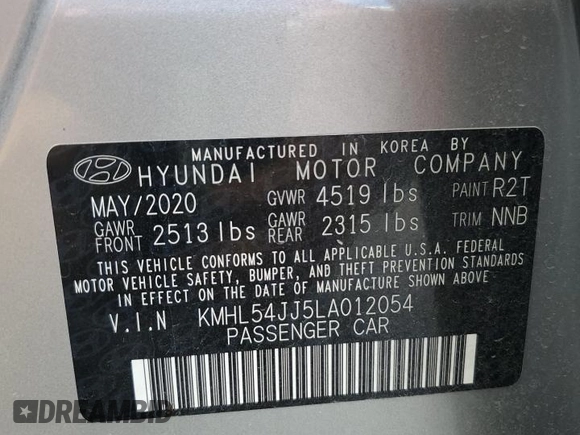 MANUFACTURED IN KOREA BY
HYUNDAI MOTOR COMPANY
MAY/2020 GVWR 4519 lbs PAINT R2T
GAWR FRONT 2513 lbs GAWR REAR 2315 lbs TRIM NNB
THIS VEHICLE CONFORMS TO ALL APPLICABLE U.S.A. FEDERAL
MOTOR VEHICLE SAFETY, BUMPER, AND THEFT PREVENTION STANDARDS
IN EFFECT ON THE DATE OF MANUFACTURE SHOWN ABOVE.
V.I.N KMHL54JJ5LA012054
PASSENGER CAR
DREAMBID